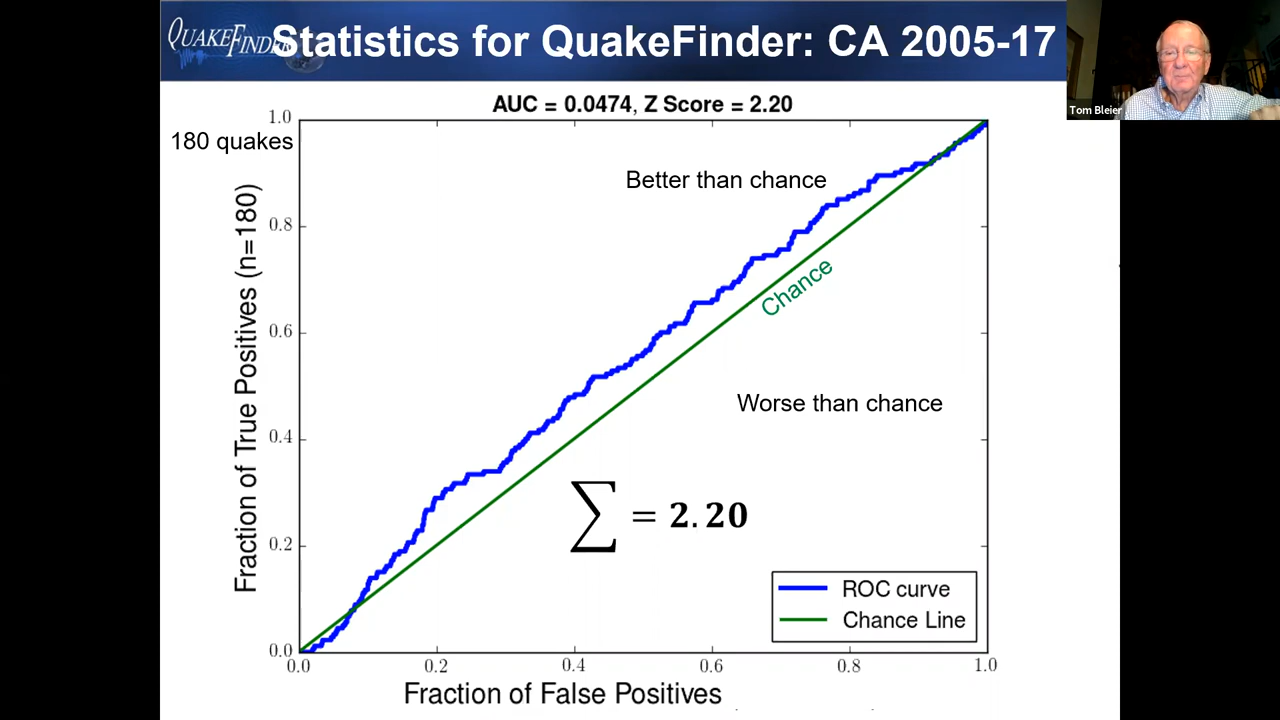 QUAKEFINDER
Statistics for QuakeFinder: CA 2005-17
Tom Bleier
AUC = 0.0474, Z Score = 2.20
180 quakes
1.0
0.8
0.6
0.4
0.2
0.0
Fraction of True Positives (n=180)
Better than chance
Chance
Worse than chance
∑ = 2.20
ROC curve
Chance Line
0.0 0.2 0.4 0.6 0.8 1.0
Fraction of False Positives